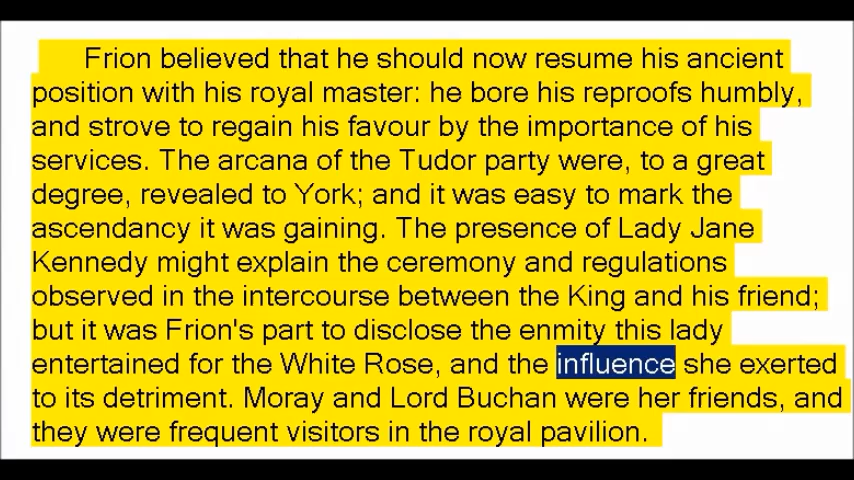 Frion believed that he should now resume his ancient
position with his royal master: he bore his reproofs humbly,
and strove to regain his favour by the importance of his
services. The arcana of the Tudor party were, to a great
degree, revealed to York; and it was easy to mark the
ascendancy it was gaining. The presence of Lady Jane
Kennedy might explain the ceremony and regulations
observed in the intercourse between the King and his friend;
but it was Frion's part to disclose the enmity this lady
entertained for the White Rose, and the influence she exerted
to its detriment. Moray and Lord Buchan were her friends, and
they were frequent visitors in the royal pavilion.